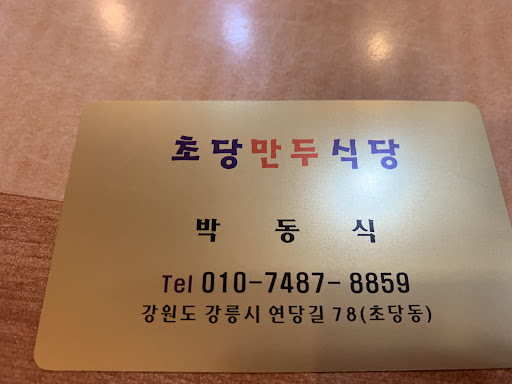 초당만두식당
박 동 식
Tel 010-7487-8859
강원도 강릉시 연당길 78(초당동)